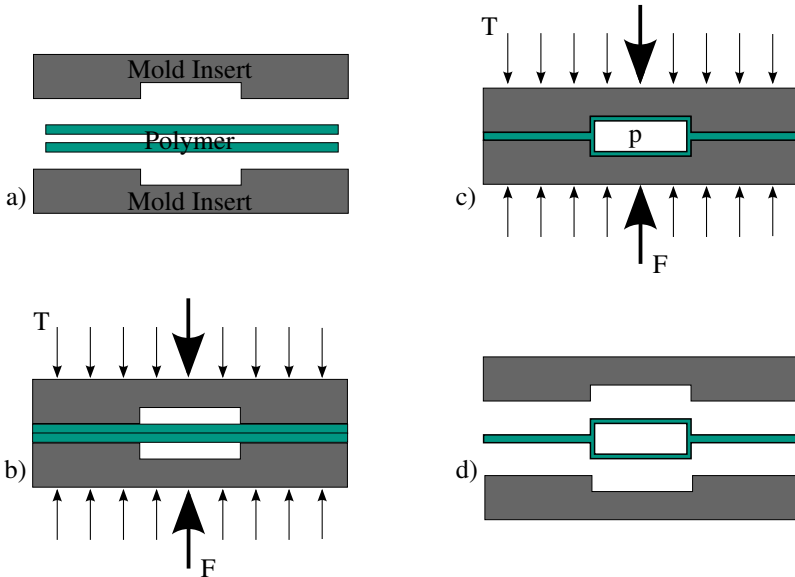 Mold Insert
Polymer
Mold Insert
a)
T
F
b)
T
p
F
c)
d)